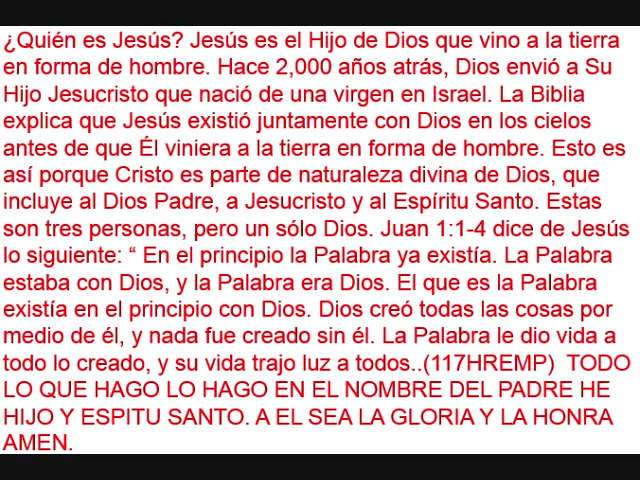 ¿Quién es Jesús? Jesús es el Hijo de Dios que vino a la tierra
en forma de hombre. Hace 2,000 años atrás, Dios envió a Su
Hijo Jesucristo que nació de una virgen en Israel. La Biblia
explica que Jesús existió juntamente con Dios en los cielos
antes de que Él viniera a la tierra en forma de hombre. Esto es
así porque Cristo es parte de naturaleza divina de Dios, que
incluye al Dios Padre, a Jesucristo y al Espíritu Santo. Estas
son tres personas, pero un sólo Dios. Juan 1:1-4 dice de Jesús
lo siguiente: “ En el principio la Palabra ya existía. La Palabra
estaba con Dios, y la Palabra era Dios. El que es la Palabra
existía en el principio con Dios. Dios creó todas las cosas por
medio de él, y nada fue creado sin él. La Palabra le dio vida a
todo lo creado, y su vida trajo luz a todos..(117HREMP)  TODO
LO QUE HAGO LO HAGO EN EL NOMBRE DEL PADRE HE
HIJO Y ESPITU SANTO. A EL SEA LA GLORIA Y LA HONRA
AMEN.